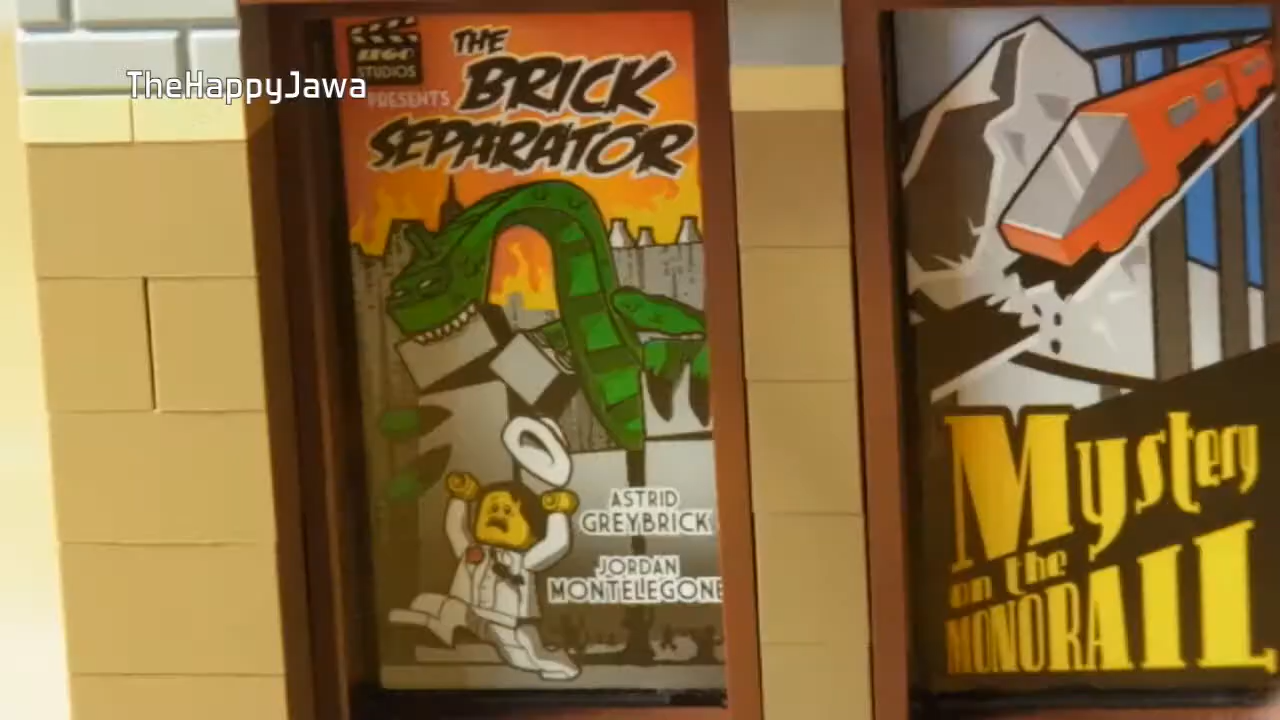 TheHappyJawa
LEGO
STUDIOS
PRESENTS
THE
BRICK
SEPARATOR
ASTRID
GREYBRICK
JORDAN
MONTELEGONE
Mystery
on the
MONORAIL